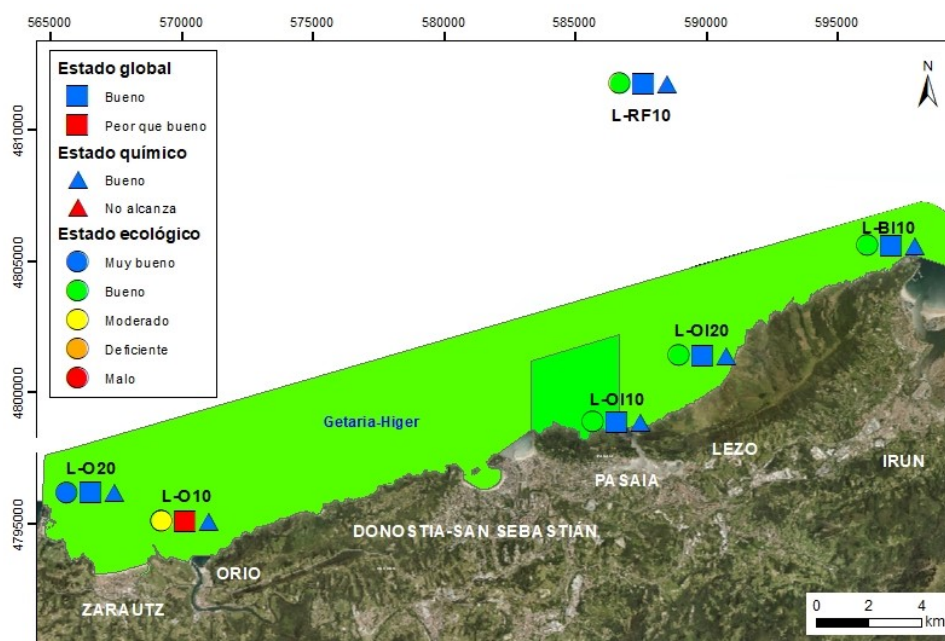 565000 570000 575000 580000 585000 590000 595000
Estado global
Bueno
Peor que bueno
Estado químico
Bueno
No alcanza
Estado ecológico
Muy bueno
Bueno
Moderado
Deficiente
Malo
N
L-RF10
4810000
L-BI10
4805000
L-OI20
4800000
L-OI10
Getaria-Higer
LEZO
IRUN
L-O20
PASAIA
L-O10
4795000
DONOSTIA-SAN SEBASTIÁN
ORIO
ZARAUTZ
0 2 4
km